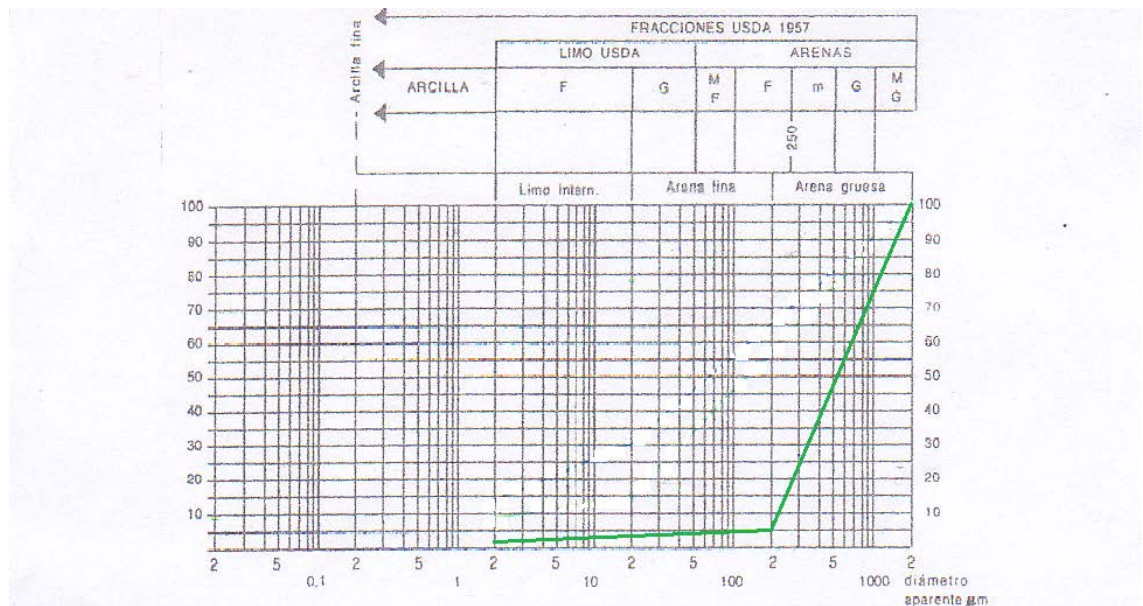 FRACCIONES USDA 1957
LIMO USDA ARENAS
Arcilla fina
ARCILLA F G M F F m G M G
250
Limo intern. Arena fina Arena gruesa
100 100
90 90
80 80
70 70
60 60
50 50
40 40
30 30
20 20
10 10
2 5 0,1 2 5 1 2 5 10 2 5 100 2 5 1000 2 diámetro
aparente µm